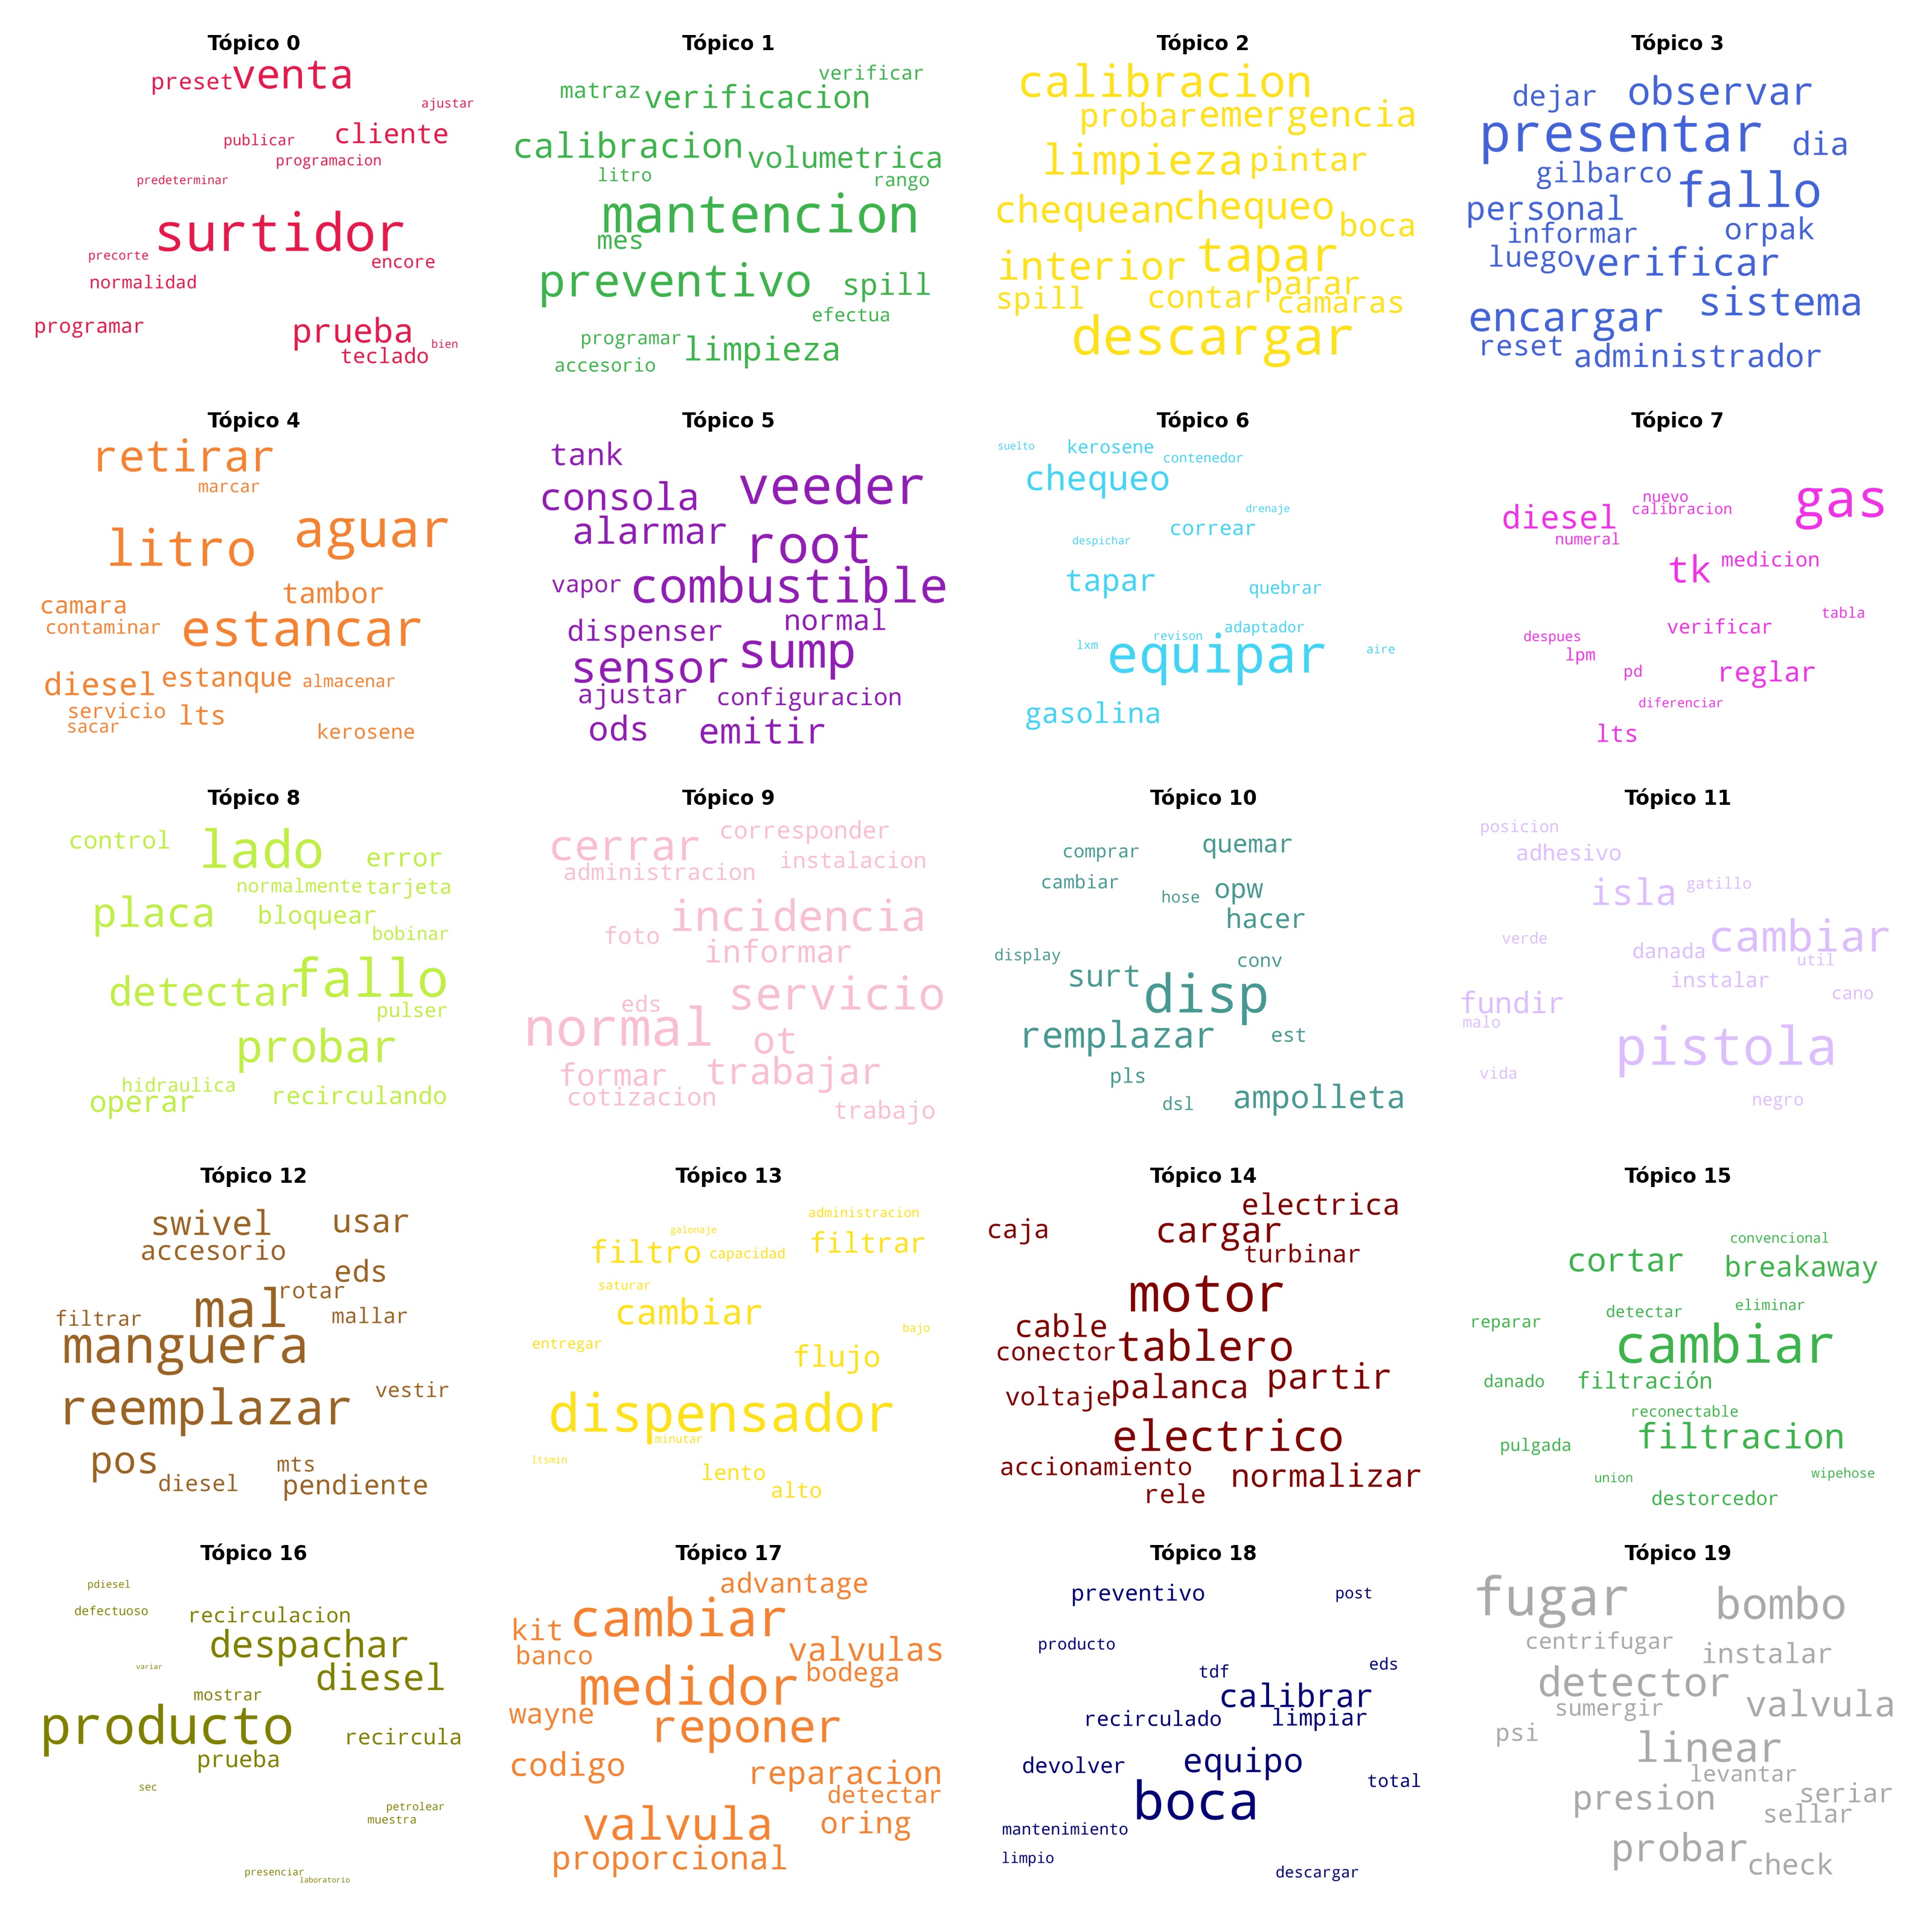 Tópico 0
presetventa
ajustar
publicar cliente
programacion
predeterminar
surtidor
precorte
encore
normalidad
programar
prueba
bien
teclado
Tópico 1
verificar
matraz verificacion
calibracion volumetrica
litro
rango
mantencion
mes
preventivo spill
efectua
programar limpieza
accesorio
Tópico 2
calibracion
probar emergencia
limpieza pintar
chequean chequeo boca
interior tapar
spill contar parar
camaras
descargar
Tópico 3
dejar observar
presentar dia
gilbarco fallo
personal
informar orpak
luego verificar
encargar sistema
reset administrador
Tópico 4
retirar
marcar
litro aguar
tambor
camara
contaminar estancar
diesel estanque almacenar
servicio lts
sacar
kerosene
Tópico 5
tank veeder
consola
alarmar root
vapor combustible
dispenser normal
sensor sump
ajustar configuracion
ods emitir
Tópico 6
suelto kerosene
contenedor
chequeo
drenaje
correar
despichar
tapar quebrar
adaptador
revison
lxm equipar aire
gasolina
Tópico 7
nuevo gas
diesel calibracion
numeral
tk medicion
tabla
despues verificar
lpm
pd reglar
diferenciar
lts
Tópico 8
control lado error
normalmente tarjeta
placa bloquear
bobinar
detectar fallo
pulser
probar
hidraulica
operar recirculando
Tópico 9
cerrar corresponder
administracion instalacion
incidencia
foto informar
eds servicio
normal ot
formar trabajar
cotizacion trabajo
Tópico 10
comprar quemar
cambiar opw
hose hacer
display conv
surt disp
remplazar est
pls
dsl ampolleta
Tópico 11
posicion
adhesivo
isla gatillo
verde cambiar
danada util
instalar
fundir cano
malo
pistola
vida
negro
Tópico 12
swivel usar
accesorio
eds
rotar
filtrar mal mallar
manguera
reemplazar vestir
pos mts
diesel pendiente
Tópico 13
administracion
galonaje
filtro capacidad filtrar
saturar
cambiar
bajo
entregar flujo
dispensador
minutar
ltsmin lento
alto
Tópico 14
electrica
caja cargar
turbinar
motor
cable tablero
conector
voltaje palanca partir
electrico
accionamiento normalizar
rele
Tópico 15
convencional
cortar breakaway
detectar eliminar
reparar
cambiar
danado filtración
reconectable
pulgada filtracion
union wipehose
destorcedor
Tópico 16
pdiesel
defectuoso recirculacion
despachar
variar diesel
mostrar
producto recircula
prueba
sec
petrolear
muestra
presenciar
laboratorio
Tópico 17
advantage
kit cambiar
banco valvulas
medidor bodega
wayne reponer
codigo reparacion
detectar
valvula oring
proporcional
Tópico 18
preventivo post
producto
tdf eds
calibrar
recirculado limpiar
devolver equipo
total
boca
mantenimiento
limpio
descargar
Tópico 19
fugar bombo
centrifugar instalar
detector
sumergir valvula
psi linear
levantar
presion seriar
sellar
probar check